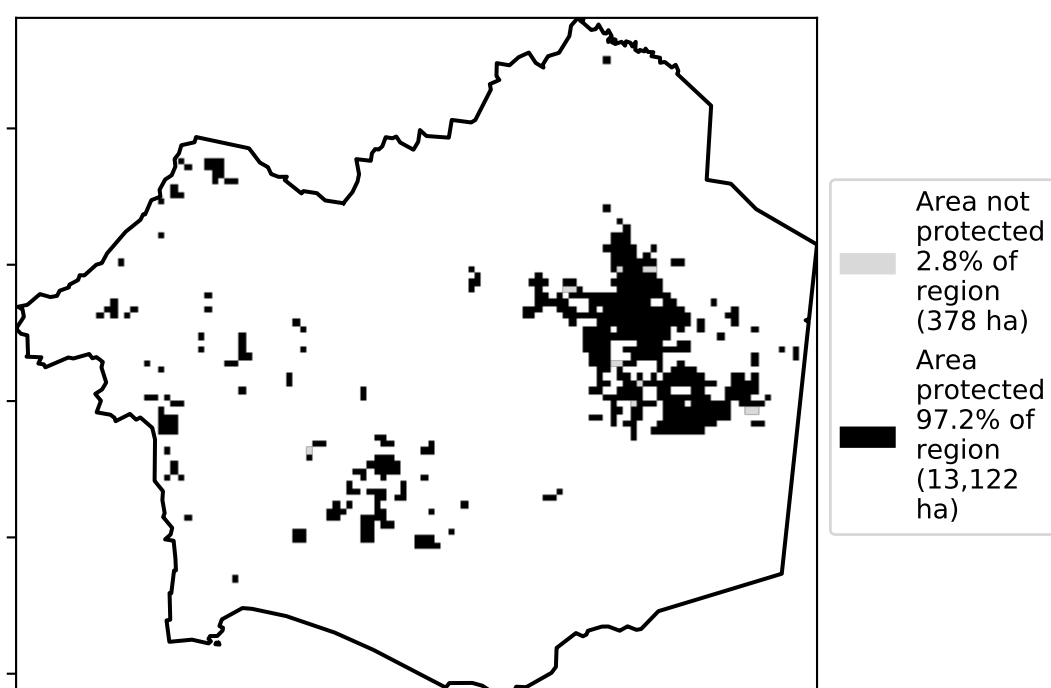 Area not
protected
2.8% of
region
(378 ha)
Area
protected
97.2% of
region
(13,122
ha)